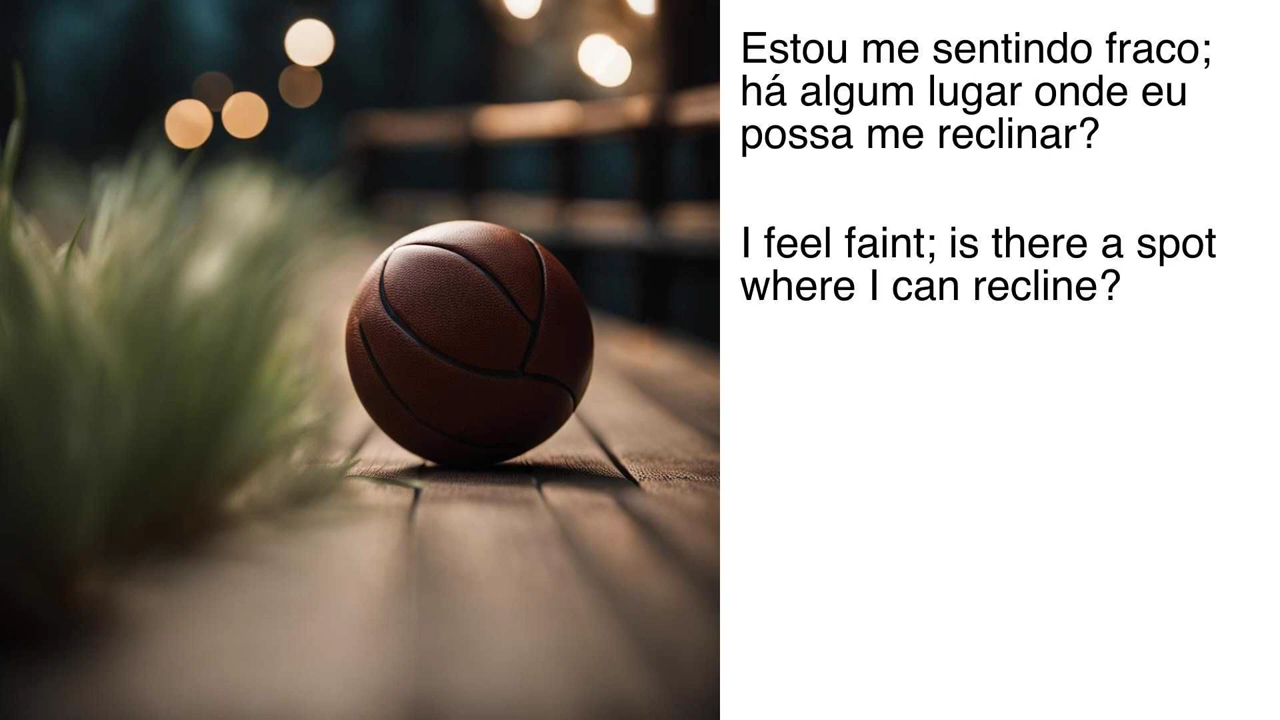 Estou me sentindo fraco;
há algum lugar onde eu
possa me reclinar?
I feel faint; is there a spot
where I can recline?